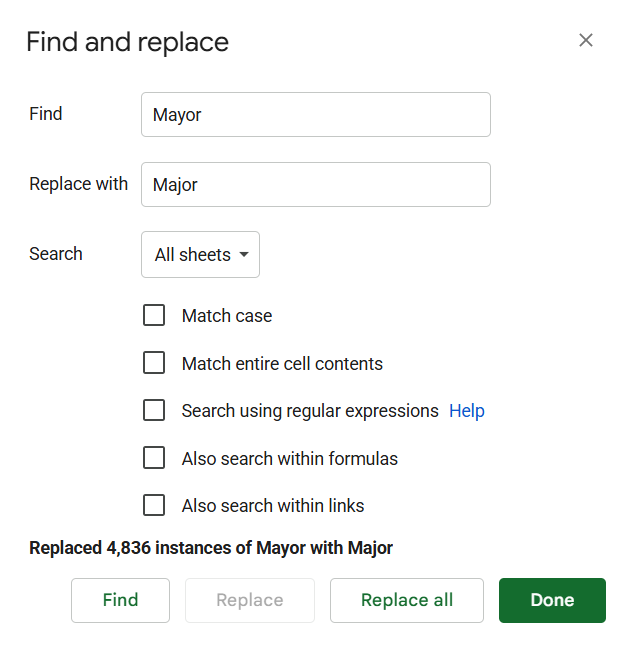 Find and replace
Find
Mayor
Replace with
Major
Search
All sheets
Match case
Match entire cell contents
Search using regular expressions Help
Also search within formulas
Also search within links
Replaced 4,836 instances of Mayor with Major
Find Replace Replace all Done